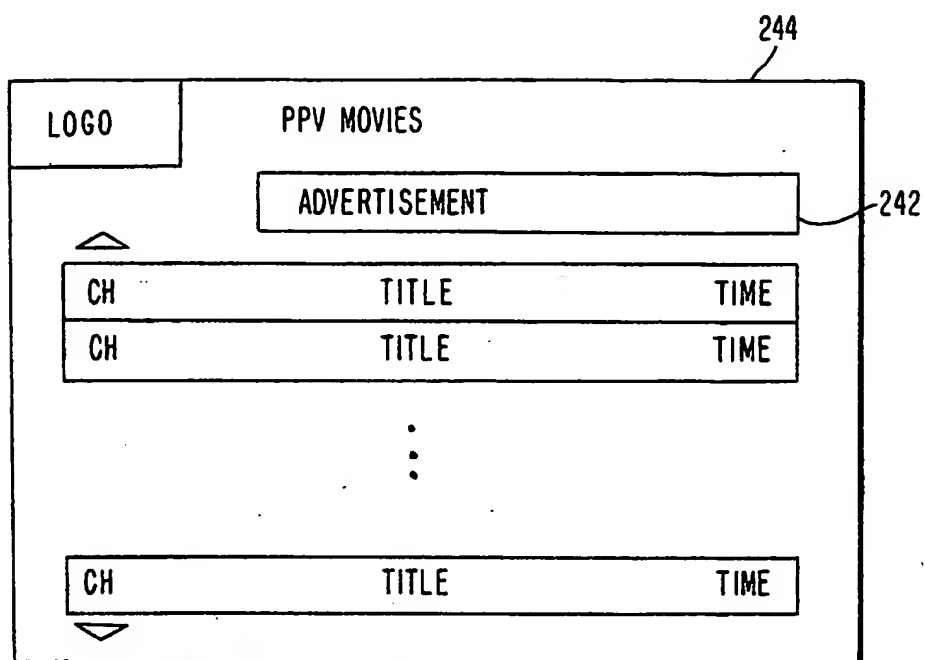 244
LOGO PPV MOVIES
ADVERTISEMENT
242
CH TITLE TIME
CH TITLE TIME
CH TITLE TIME